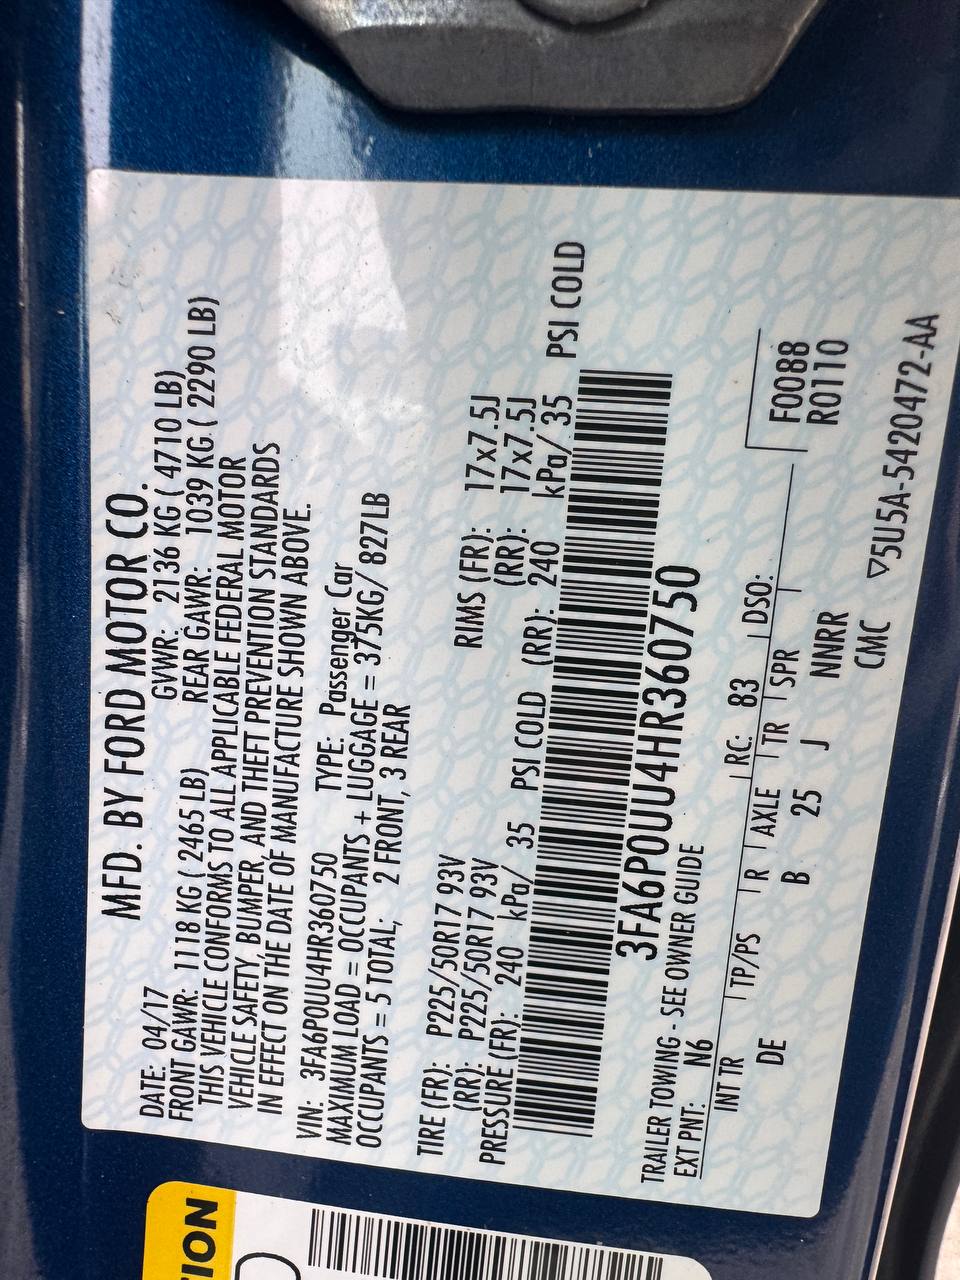 MFD. BY FORD MOTOR CO.
DATE: 04/17 GVWR: 2136 KG ( 4710 LB)
FRONT GAWR: 1118 KG ( 2465 LB) REAR GAWR: 1039 KG ( 2290 LB)
THIS VEHICLE CONFORMS TO ALL APPLICABLE FEDERAL MOTOR
VEHICLE SAFETY, BUMPER, AND THEFT PREVENTION STANDARDS
IN EFFECT ON THE DATE OF MANUFACTURE SHOWN ABOVE.
VIN: 3FA6P0UU4HR360750 TYPE: Passenger Car
MAXIMUM LOAD = OCCUPANTS + LUGGAGE = 375KG/ 827LB
OCCUPANTS = 5 TOTAL; 2 FRONT, 3 REAR
TIRE (FR): P225/50R17 93V RIMS (FR): 17x7.5J
(RR): P225/50R17 93V (RR): 17x7.5J
PRESSURE (FR): 240 kPa/ 35 PSI COLD (RR): 240 kPa/ 35 PSI COLD
3FA6P0UU4HR360750
TRAILER TOWING - SEE OWNER GUIDE
EXT PNT: N6 RC: 83 DSO:
INT TR TP/PS R AXLE TR SPR
DE B 25 J NNRR
F0088
R0110
CMC ▽5U5A-5420472-AA
TION